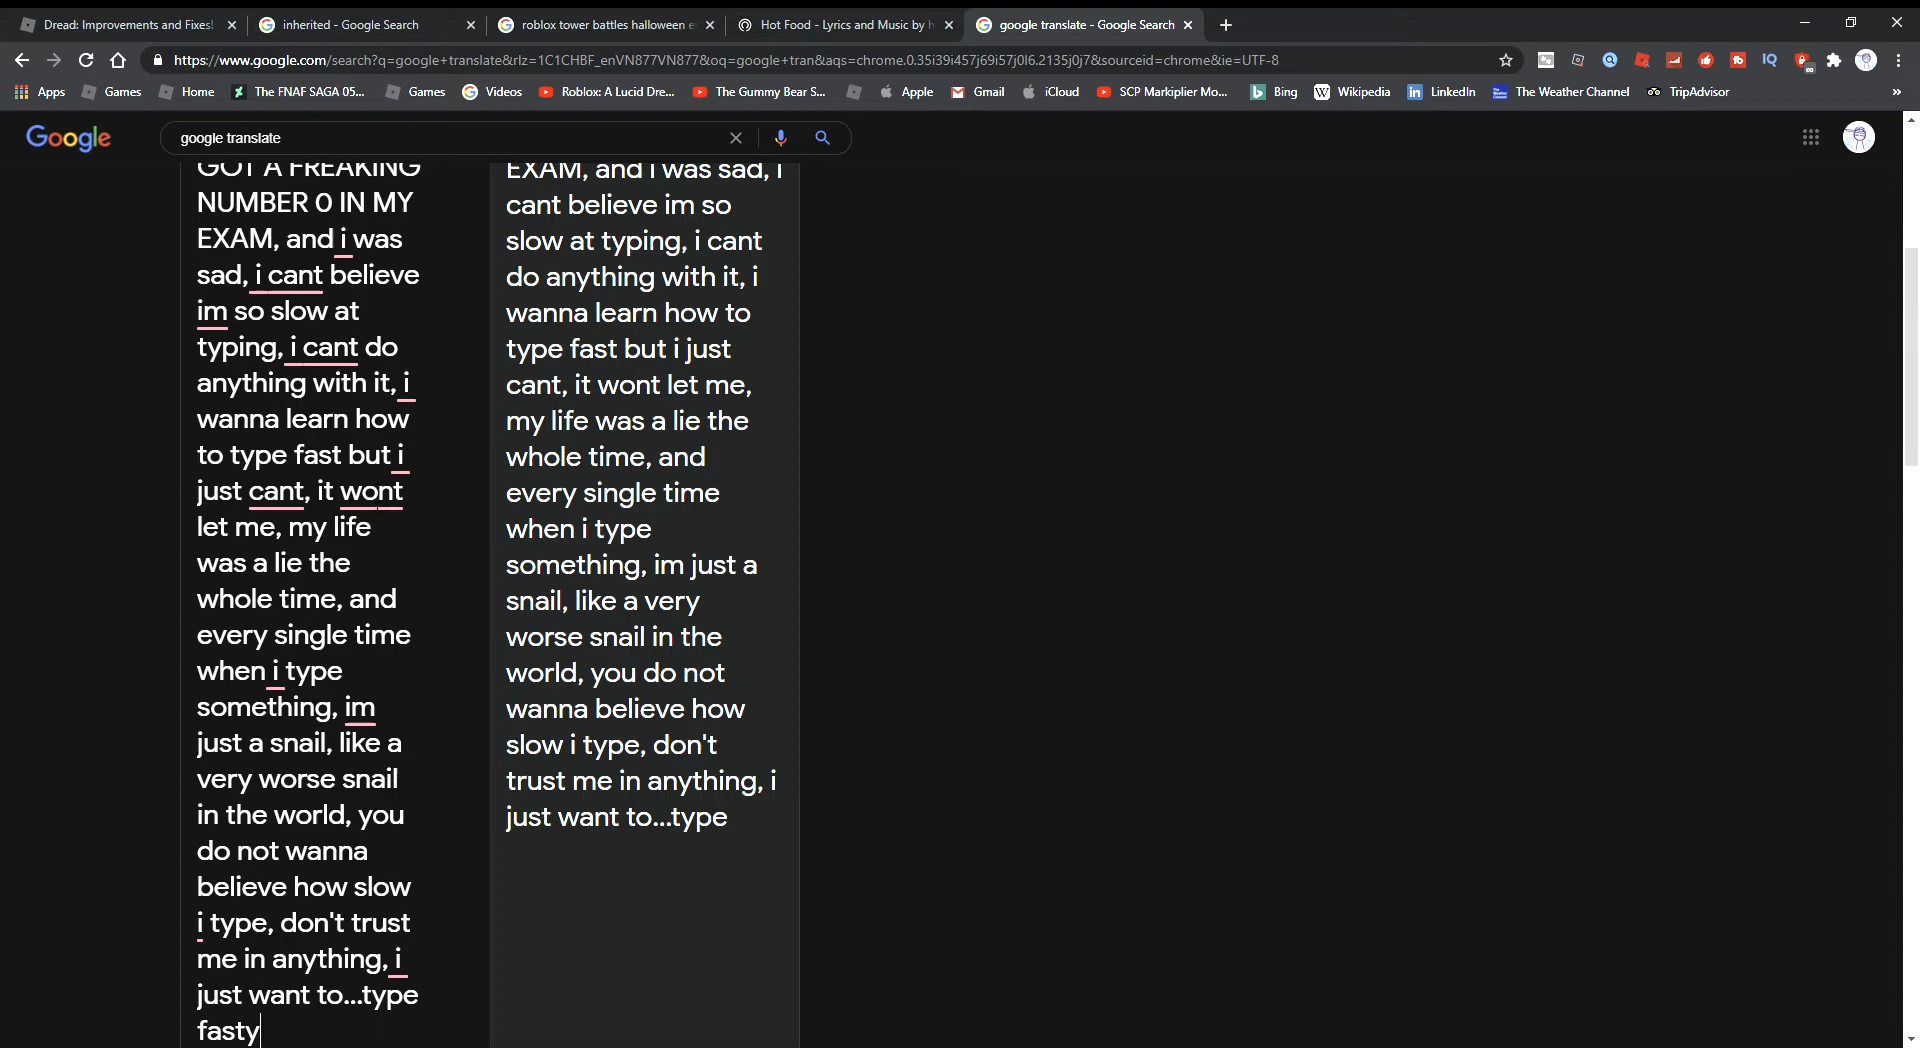 Dread: Improvements and Fixes!
inherited - Google Search
roblox tower battles halloween e
Hot Food - Lyrics and Music by h
google translate - Google Search
https://www.google.com/search?q=google+translate&rlz=1C1CHBF_enVN877VN877&oq=google+tran&aqs=chrome.0.35i39i457j69i57j0l6.2135j0j7&sourceid=chrome&ie=UTF-8
Apps
Games
Home
The FNAF SAGA 05...
Games
Videos
Roblox: A Lucid Dre...
The Gummy Bear S...
Apple
Gmail
iCloud
SCP Markiplier Mo...
Bing
Wikipedia
LinkedIn
The Weather Channel
TripAdvisor
Google
google translate
GOT A FREAKING
NUMBER 0 IN MY
EXAM, and i was
sad, i cant believe
im so slow at
typing, i cant do
anything with it, i
wanna learn how
to type fast but i
just cant, it wont
let me, my life
was a lie the
whole time, and
every single time
when i type
something, im
just a snail, like a
very worse snail
in the world, you
do not wanna
believe how slow
i type, don't trust
me in anything, i
just want to...type
fasty
EXAM, and i was sad, i
cant believe im so
slow at typing, i cant
do anything with it, i
wanna learn how to
type fast but i just
cant, it wont let me,
my life was a lie the
whole time, and
every single time
when i type
something, im just a
snail, like a very
worse snail in the
world, you do not
wanna believe how
slow i type, don't
trust me in anything, i
just want to...type